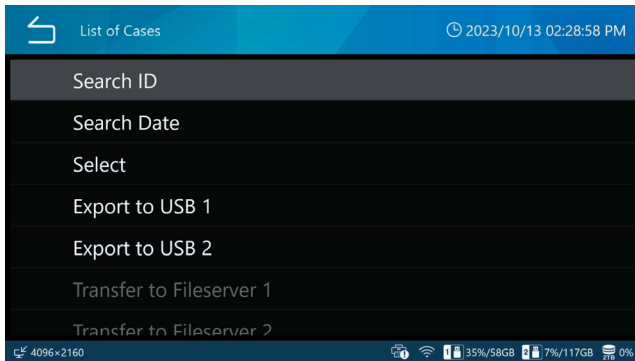 List of Cases
2023/10/13 02:28:58 PM
Search ID
Search Date
Select
Export to USB 1
Export to USB 2
Transfer to Fileserver 1
Transfer to Fileserver 2
4096×2160
1 35%/58GB 2 7%/117GB 2TB 0%